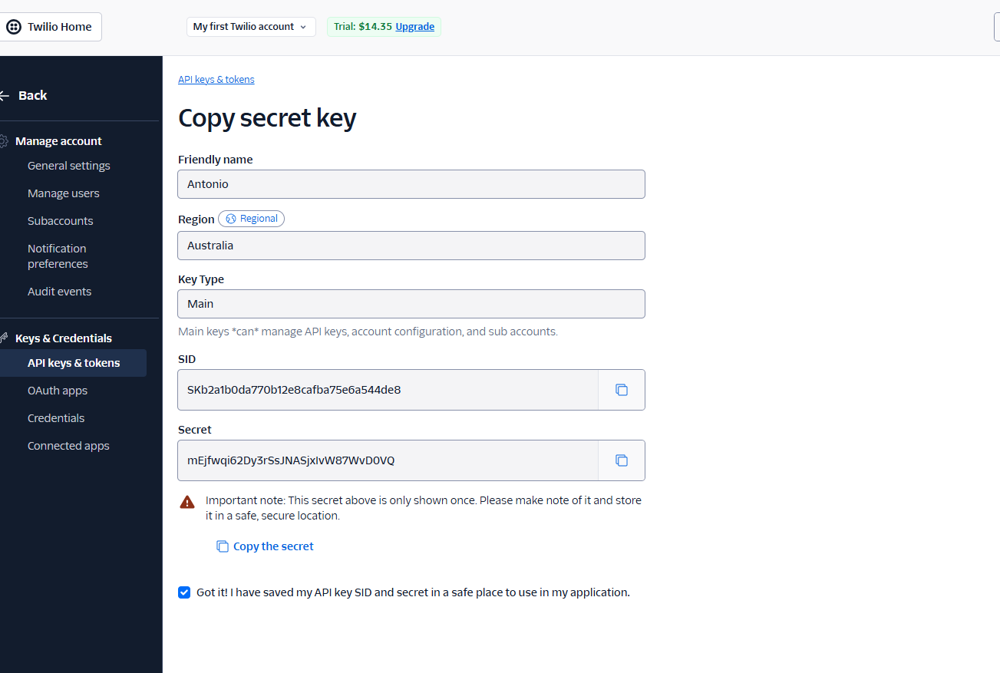 Twilio Home
My first Twilio account
Trial: $14.35 Upgrade
Back
Manage account
General settings
Manage users
Subaccounts
Notification
preferences
Audit events
Keys & Credentials
API keys & tokens
OAuth apps
Credentials
Connected apps
API keys & tokens
Copy secret key
Friendly name
Antonio
Region Regional
Australia
Key Type
Main
Main keys *can* manage API keys, account configuration, and sub accounts.
SID
SKb2a1b0da770b12e8cafba75e6a544de8
Secret
mEjfwqi62Dy3rSsJNASjxIvW87WvD0VQ
Important note: This secret above is only shown once. Please make note of it and store
it in a safe, secure location.
Copy the secret
Got it! I have saved my API key SID and secret in a safe place to use in my application.